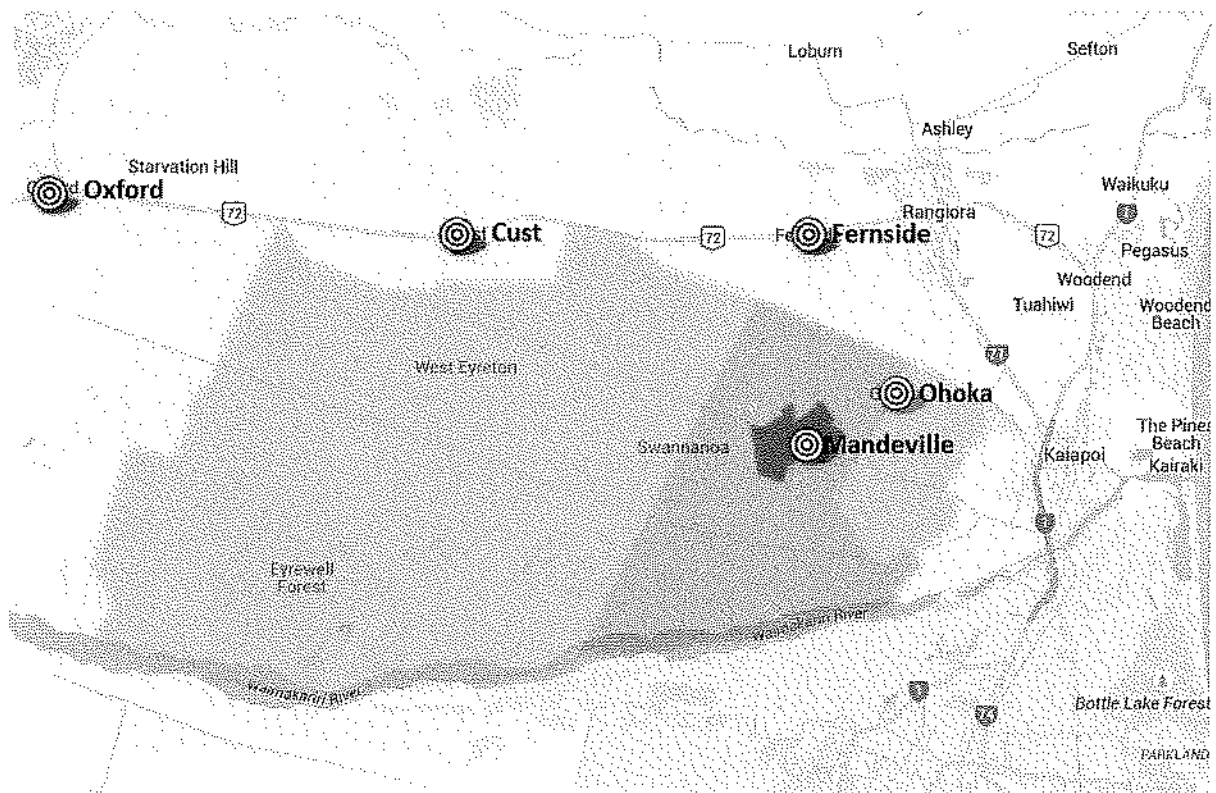 Loburn
Sefton
Ashley
Starvation Hill
Oxford
Waikuku
72
Rangiora
Cust
72
Fernside
72
Pegasus
Woodend
Tuahiwi
Woodend
Beach
West Eyreton
Ohoka
Swannanoa
Mandeville
The Pines
Beach
Kaiapoi
Kairaki
Eyrewell
Forest
Waimakariri River
Waimakariri River
Bottle Lake Forest
PARKLAND